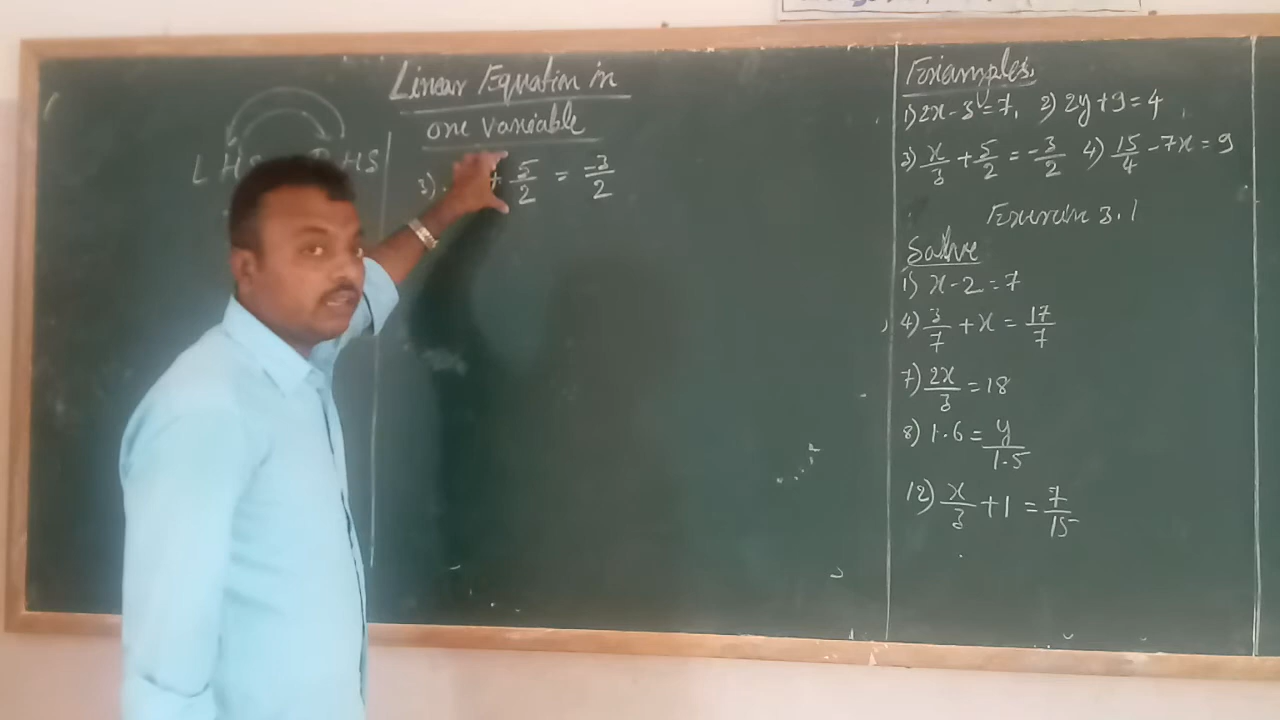 Linear Equation in
one variable
LHS RHS
3) + 5/2 = -3/2
Examples,
1) 2x - 3 = 7, 2) 2y + 9 = 4
3) x/3 + 5/2 = -3/2 4) 15/4 - 7x = 9
Exercise 3.1
Solve
1) x - 2 = 7
4) 3/7 + x = 17/7
7) 2x/3 = 18
8) 1.6 = y/1.5
12) x/3 + 1 = 7/15